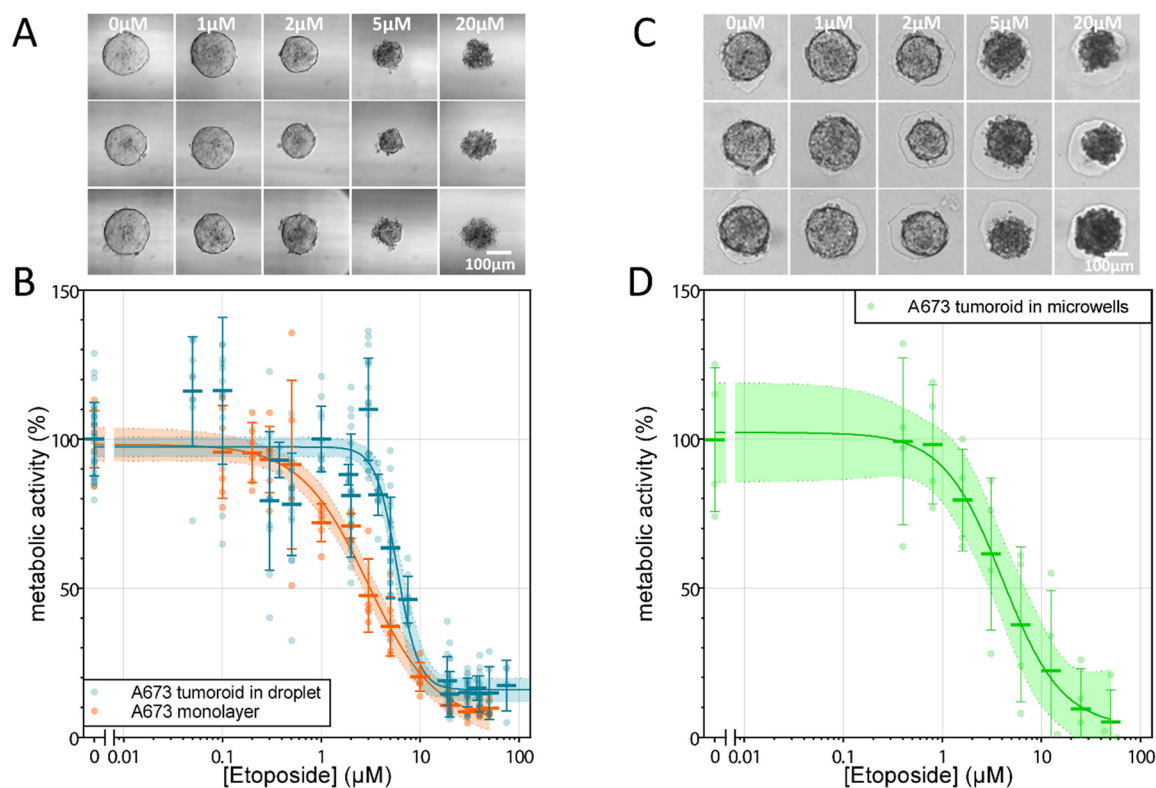 A
0µM 1µM 2µM 5µM 20µM
100µm
C
0µM 1µM 2µM 5µM 20µM
100µm
B
150
100
50
0
metabolic activity (%)
A673 tumoroid in droplet
A673 monolayer
0 0.01 0.1 1 10 100
[Etoposide] (µM)
D
150
100
50
0
metabolic activity (%)
A673 tumoroid in microwells
0 0.01 0.1 1 10 100
[Etoposide] (µM)